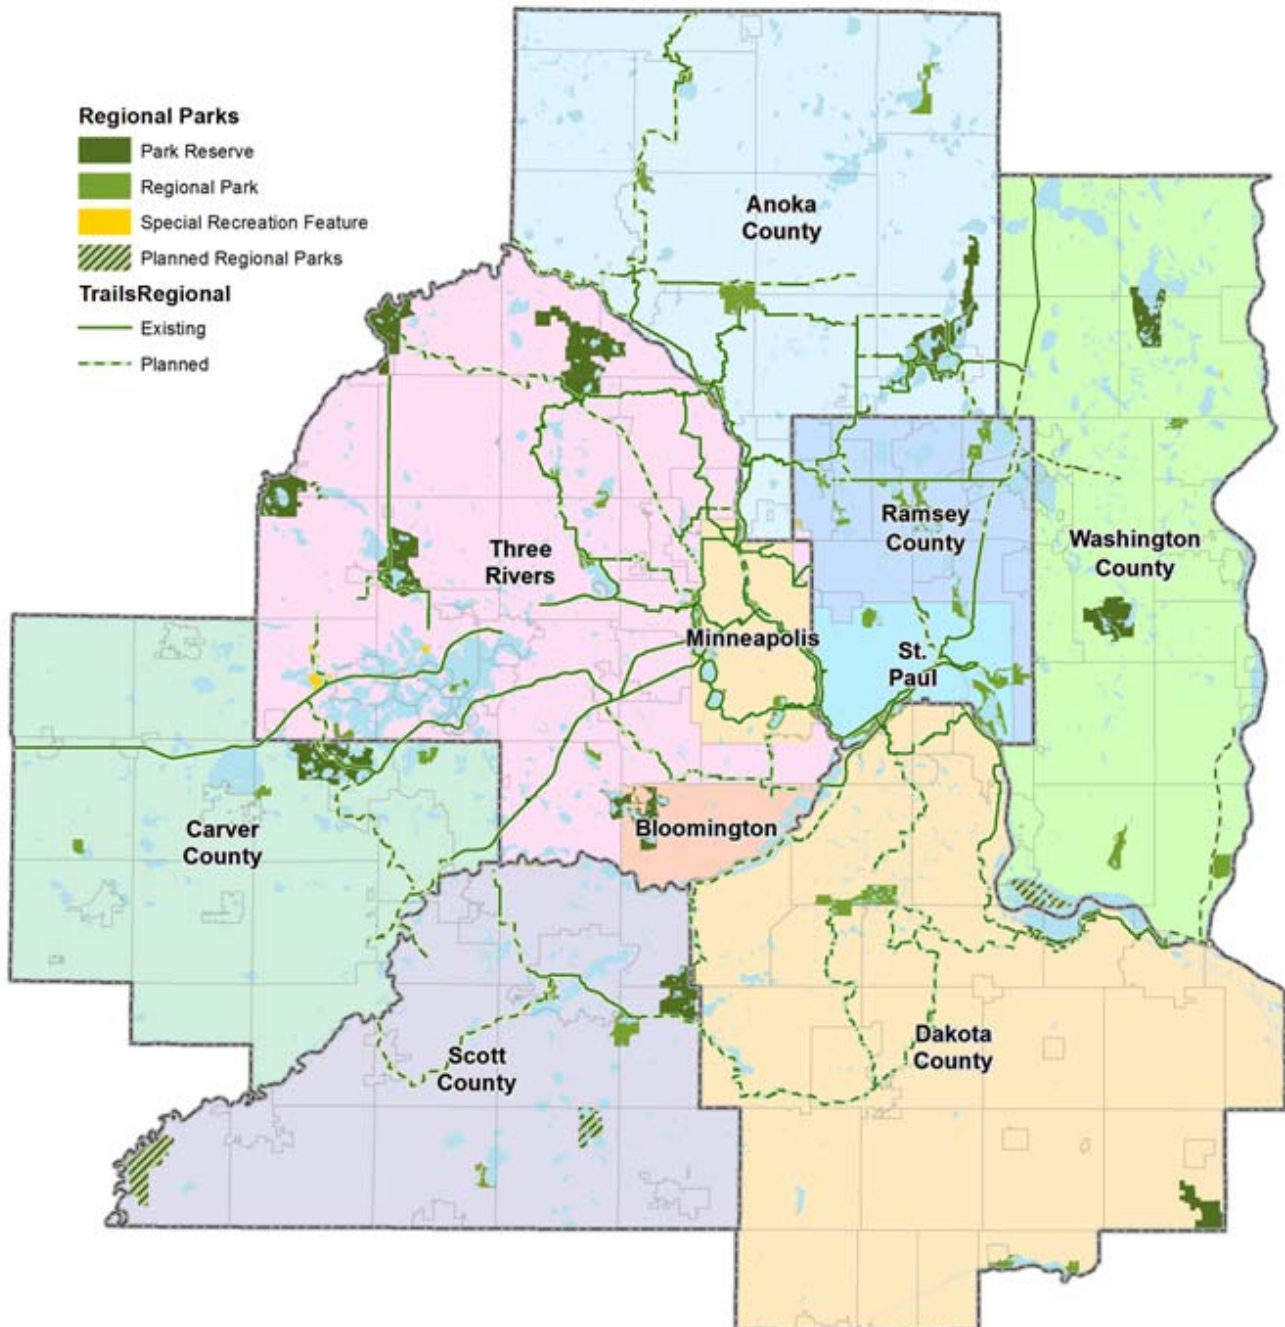 Regional Parks
Park Reserve
Regional Park
Special Recreation Feature
Planned Regional Parks
TrailsRegional
Existing
Planned
Anoka
County
Three
Rivers
Ramsey
County
Washington
County
Minneapolis
St.
Paul
Carver
County
Bloomington
Scott
County
Dakota
County